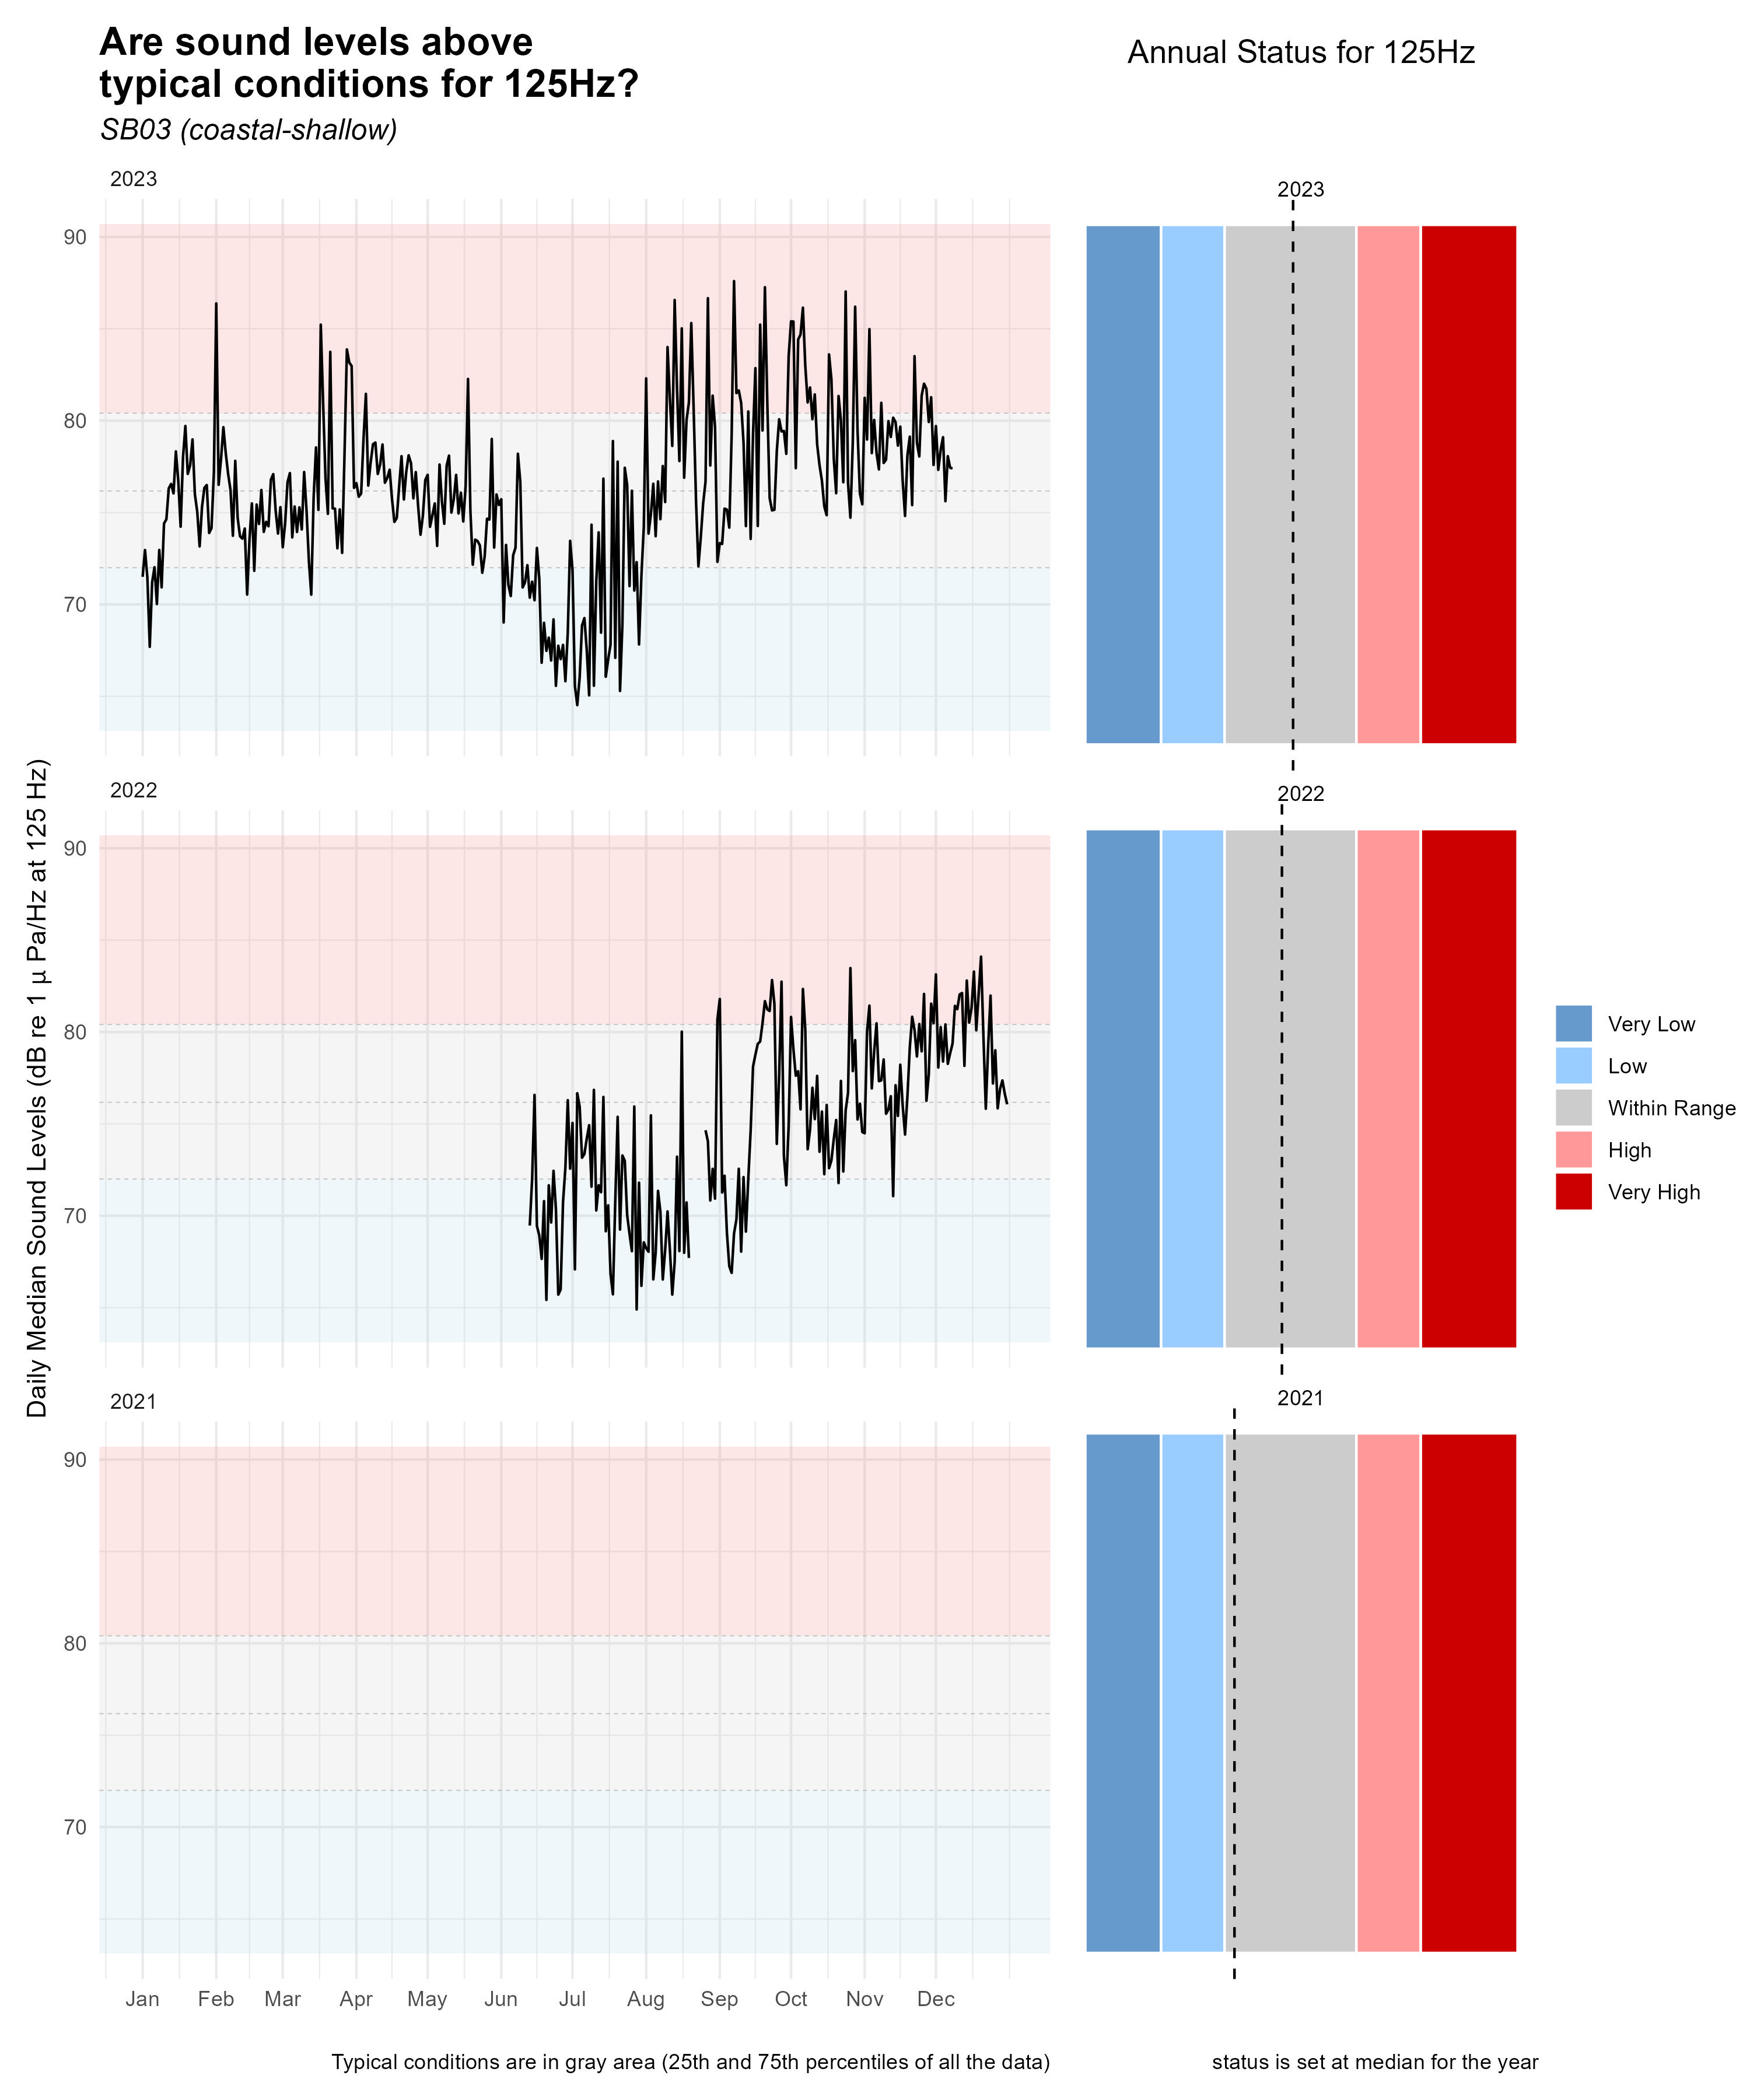 Are sound levels above
typical conditions for 125Hz?
SB03 (coastal-shallow)
Annual Status for 125Hz
Daily Median Sound Levels (dB re 1 µ Pa/Hz at 125 Hz)
2023
90
80
70
2023
2022
90
80
70
2022
2021
90
80
70
2021
Jan Feb Mar Apr May Jun Jul Aug Sep Oct Nov Dec
Very Low
Low
Within Range
High
Very High
Typical conditions are in gray area (25th and 75th percentiles of all the data)
status is set at median for the year